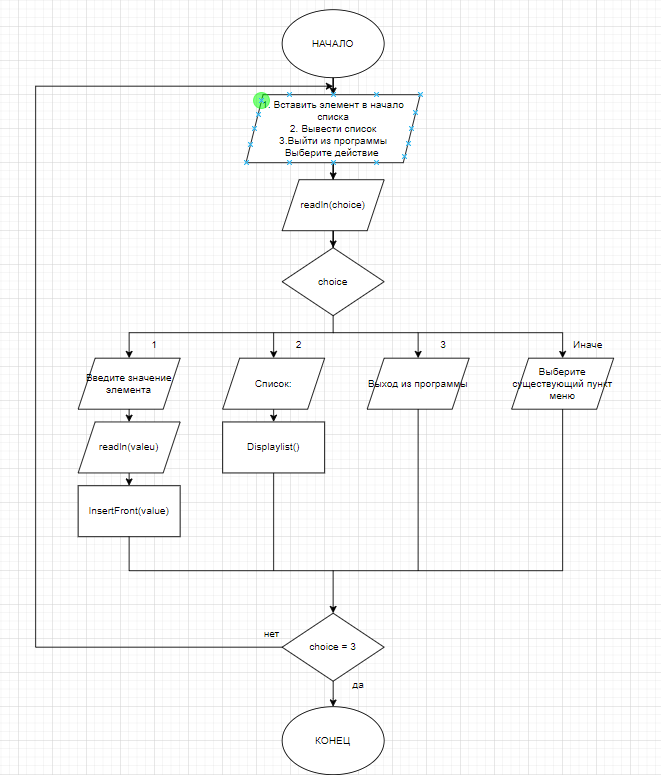 НАЧАЛО
1. Вставить элемент в начало
списка
2. Вывести список
3.Выйти из программы
Выберите действие
readln(choice)
choice
1
2
3
Иначе
Введите значение
элемента
Список:
Выход из программы
Выберите
существующий пункт
меню
readln(valeu)
Displaylist()
InsertFront(value)
нет
choice = 3
да
КОНЕЦ